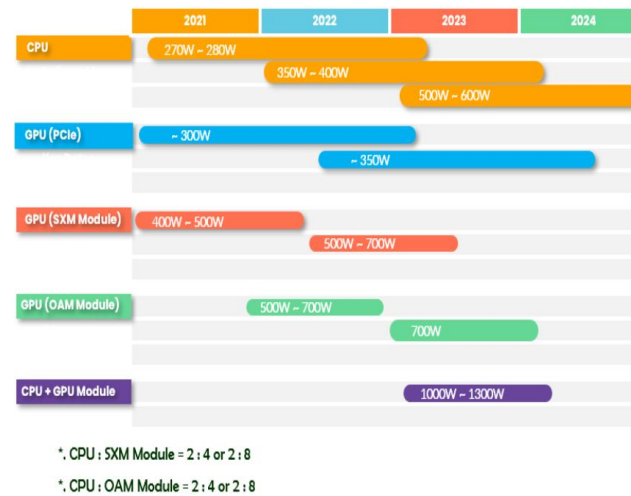 2021 2022 2023 2024
CPU
270W ~ 280W
350W ~ 400W
500W ~ 600W
GPU (PCIe)
~ 300W
~ 350W
GPU (SXM Module)
400W ~ 500W
500W ~ 700W
GPU (OAM Module)
500W ~ 700W
700W
CPU + GPU Module
1000W ~ 1300W
*. CPU : SXM Module = 2 : 4 or 2 : 8
*. CPU : OAM Module = 2 : 4 or 2 : 8